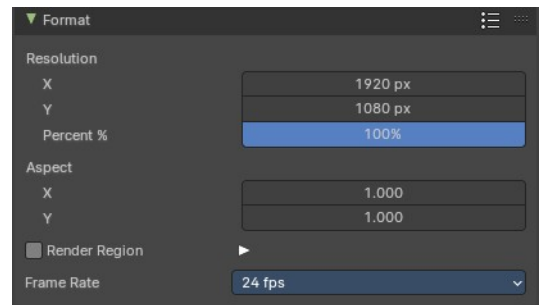 Format
Resolution
X 1920 px
Y 1080 px
Percent % 100%
Aspect
X 1.000
Y 1.000
Render Region
Frame Rate 24 fps